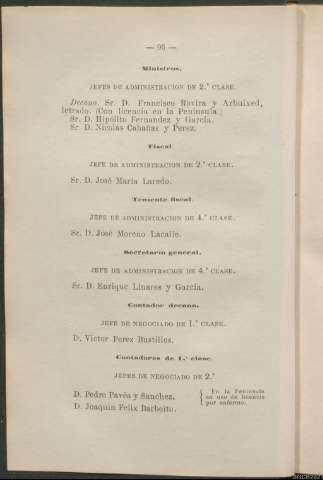 — 96 —
Ministros.
JEFES DE ADMINISTRACION DE 2.ª CLASE.
Decano. Sr. D. Francisco Rovira y Arbuixed,
letrado. (Con licencia en la Península.)
Sr. D. Hipólito Fernandez y García.
Sr. D. Nicolás Cabañas y Perez.
Fiscal
JEFE DE ADMINISTRACION DE 2.ª CLASE.
Sr. D. José María Laredo.
Teniente fiscal.
JEFE DE ADMINISTRACION DE 4.ª CLASE.
Sr. D. José Moreno Lacalle.
Secretario general.
JEFE DE ADMINISTRACION DE 4.ª CLASE.
Sr. D. Enrique Linares y García.
Contador decano.
JEFE DE NEGOCIADO DE 1.ª CLASE.
D. Victor Perez Bustillos.
Contadores de 1.ª clase.
JEFES DE NEGOCIADO DE 2.ª
D. Pedro Pavés y Sanchez. { En la Península en uso de licencia por enfermo.
D. Joaquin Felix Barbeito.